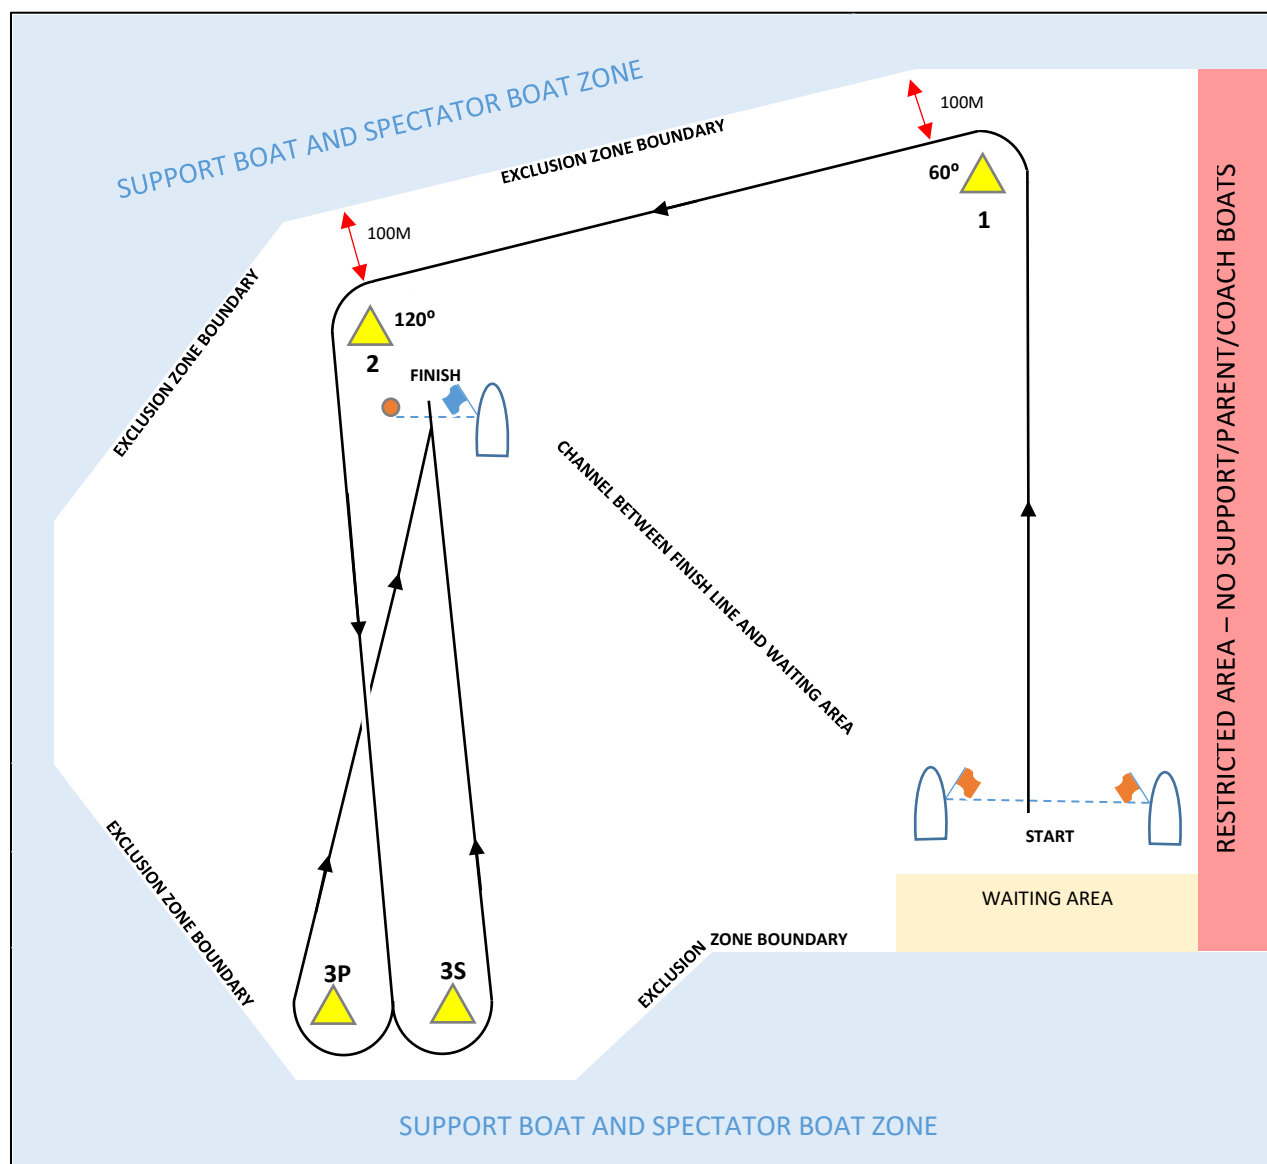 SUPPORT BOAT AND SPECTATOR BOAT ZONE
100M
EXCLUSION ZONE BOUNDARY
60º
1
RESTRICTED AREA – NO SUPPORT/PARENT/COACH BOATS
100M
EXCLUSION ZONE BOUNDARY
120º
2
FINISH
CHANNEL BETWEEN FINISH LINE AND WAITING AREA
START
WAITING AREA
EXCLUSION ZONE BOUNDARY
EXCLUSION ZONE BOUNDARY
3P
3S
SUPPORT BOAT AND SPECTATOR BOAT ZONE